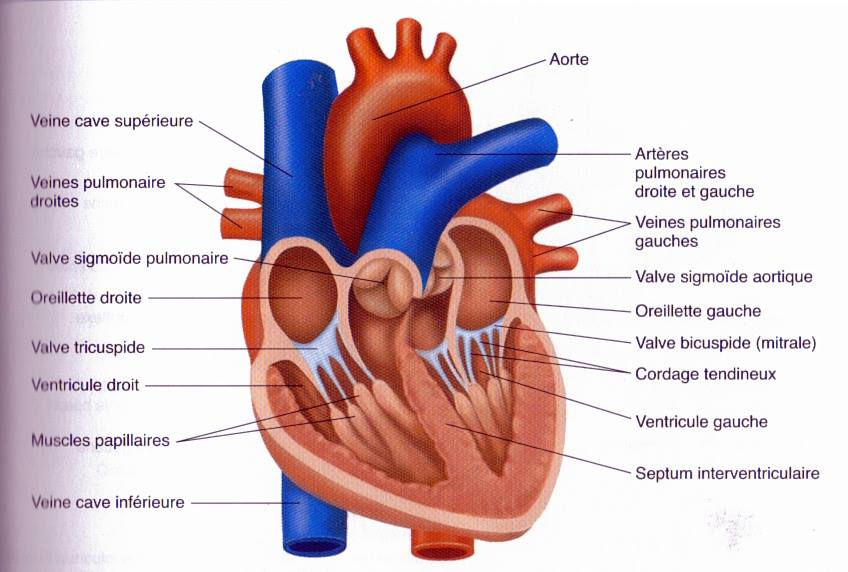 Aorte
Veine cave supérieure
Veines pulmonaire
droites
Valve sigmoïde pulmonaire
Oreillette droite
Valve tricuspide
Ventricule droit
Muscles papillaires
Veine cave inférieure
Artères
pulmonaires
droite et gauche
Veines pulmonaires
gauches
Valve sigmoïde aortique
Oreillette gauche
Valve bicuspide (mitrale)
Cordage tendineux
Ventricule gauche
Septum interventriculaire